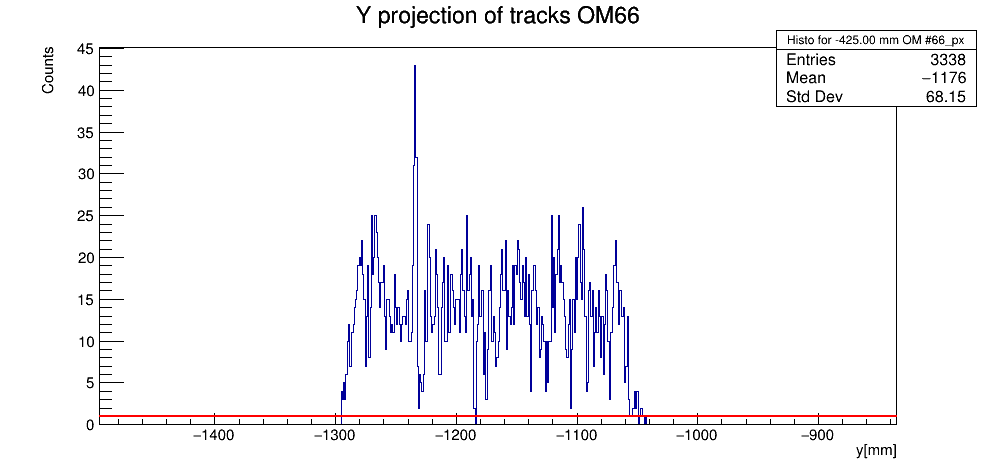 Y projection of tracks OM66
Histo for -425.00 mm OM #66_px
Entries 3338
Mean −1176
Std Dev 68.15
Counts
45
40
35
30
25
20
15
10
5
0
−1400 −1300 −1200 −1100 −1000 −900
y[mm]